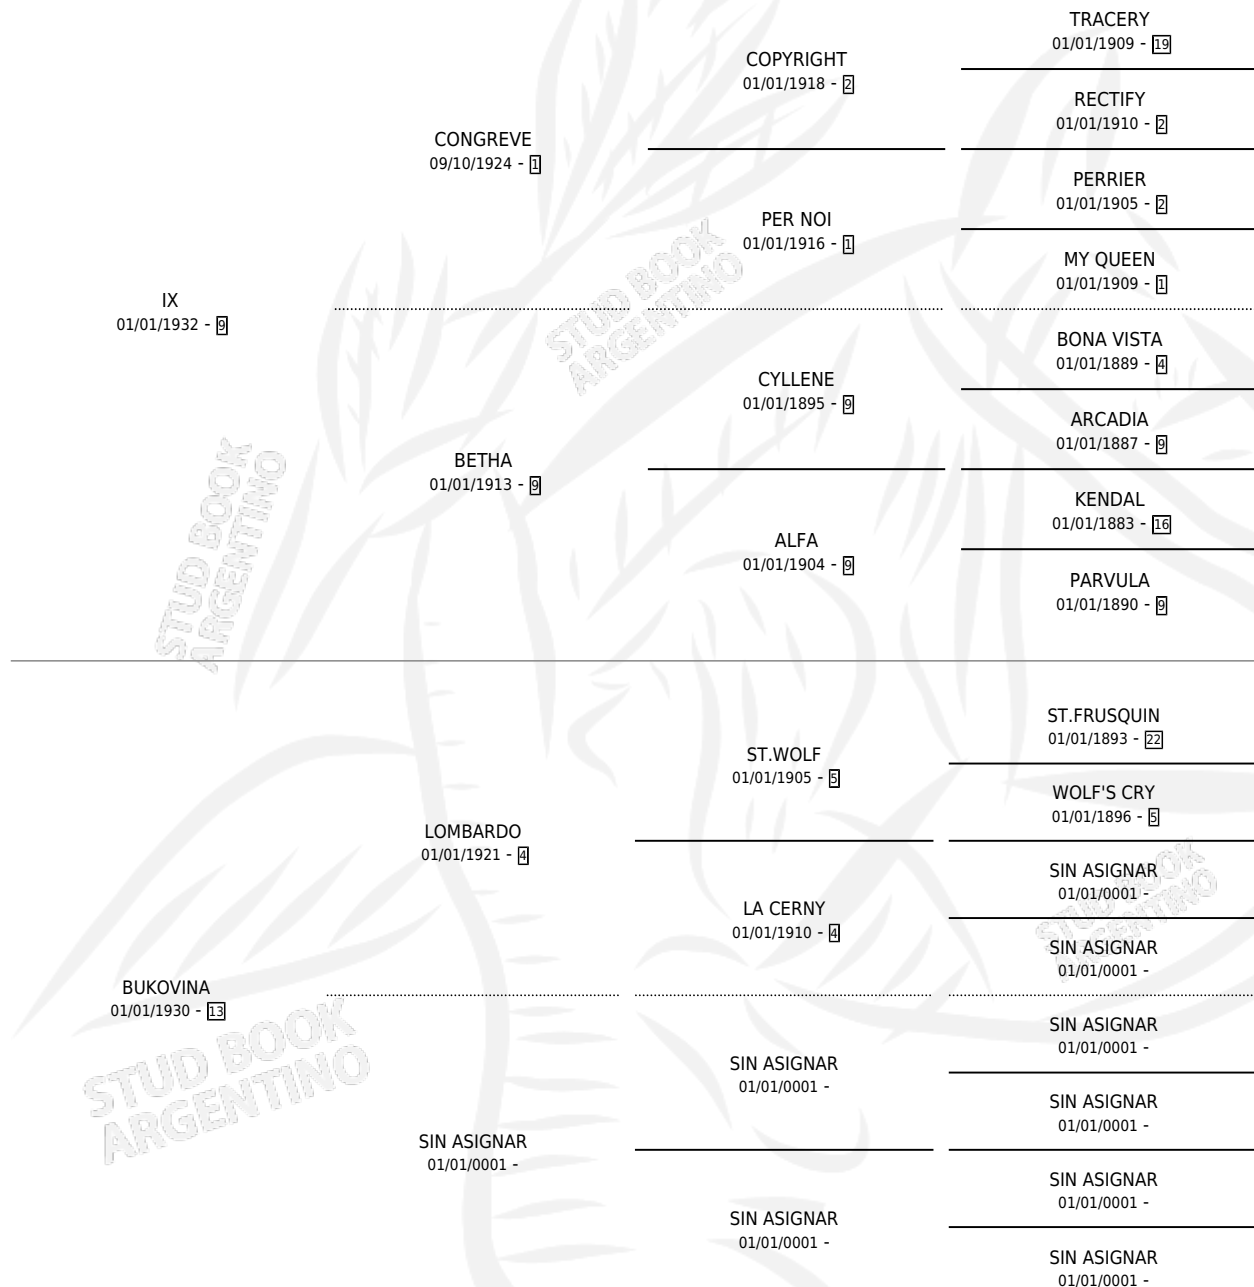 TRACERY
01/01/1909 - 19
COPYRIGHT
01/01/1918 - 2
RECTIFY
01/01/1910 - 2
CONGREVE
09/10/1924 - 1
PERRIER
01/01/1905 - 2
PER NOI
01/01/1916 - 1
MY QUEEN
01/01/1909 - 1
IX
01/01/1932 - 9
BONA VISTA
01/01/1889 - 4
CYLLENE
01/01/1895 - 9
ARCADIA
01/01/1887 - 9
BETHA
01/01/1913 - 9
KENDAL
01/01/1883 - 16
ALFA
01/01/1904 - 9
PARVULA
01/01/1890 - 9
STUD BOOK
ARGENTINO
STUD BOOK
ARGENTINO
ST.FRUSQUIN
01/01/1893 - 22
ST.WOLF
01/01/1905 - 5
WOLF'S CRY
01/01/1896 - 5
LOMBARDO
01/01/1921 - 4
SIN ASIGNAR
01/01/0001 -
LA CERNY
01/01/1910 - 4
SIN ASIGNAR
01/01/0001 -
STUD BOOK
ARGENTINO
BUKOVINA
01/01/1930 - 13
SIN ASIGNAR
01/01/0001 -
SIN ASIGNAR
01/01/0001 -
SIN ASIGNAR
01/01/0001 -
SIN ASIGNAR
01/01/0001 -
SIN ASIGNAR
01/01/0001 -
SIN ASIGNAR
01/01/0001 -
SIN ASIGNAR
01/01/0001 -
STUD BOOK
ARGENTINO